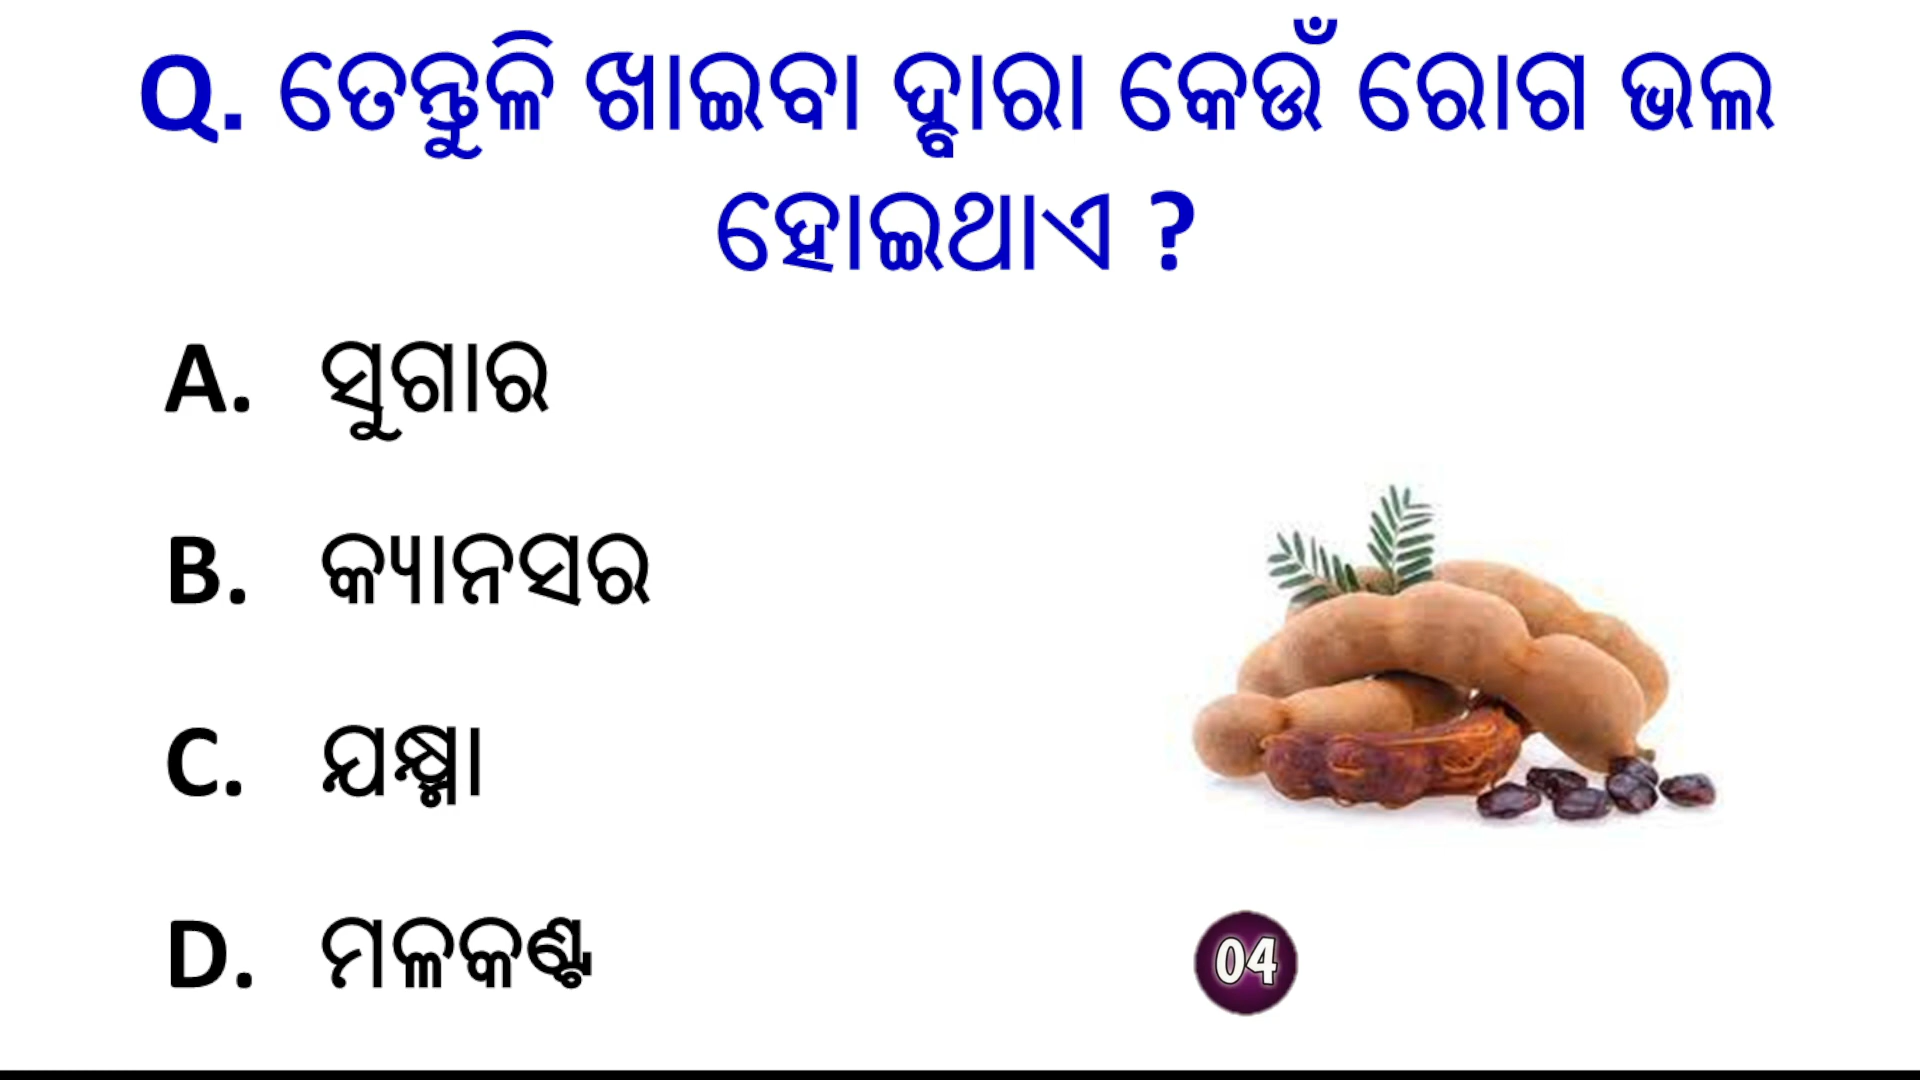 Q. ତେନ୍ତୁଳି ଖାଇବା ଦ୍ବାରା କେଉଁ ରୋଗ ଭଲ
ହୋଇଥାଏ ?
A. ସୁଗାର
B. କ୍ୟାନସର
C. ଯକ୍ଷ୍ମା
D. ମଳକଣ୍ଟ
04